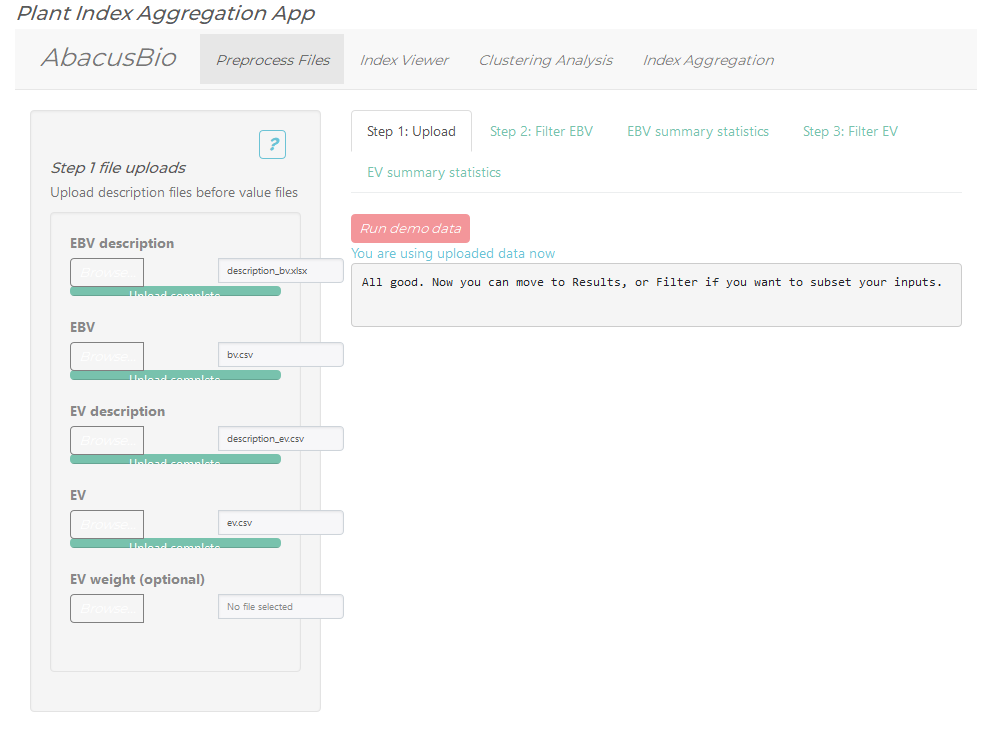 Plant Index Aggregation App
AbacusBio
Preprocess Files
Index Viewer
Clustering Analysis
Index Aggregation
?
Step 1 file uploads
Upload description files before value files
EBV description
Browse...
description_bv.xlsx
Upload complete
EBV
Browse...
bv.csv
Upload complete
EV description
Browse...
description_ev.csv
Upload complete
EV
Browse...
ev.csv
Upload complete
EV weight (optional)
Browse...
No file selected
Step 1: Upload
Step 2: Filter EBV
EBV summary statistics
Step 3: Filter EV
EV summary statistics
Run demo data
You are using uploaded data now
All good. Now you can move to Results, or Filter if you want to subset your inputs.